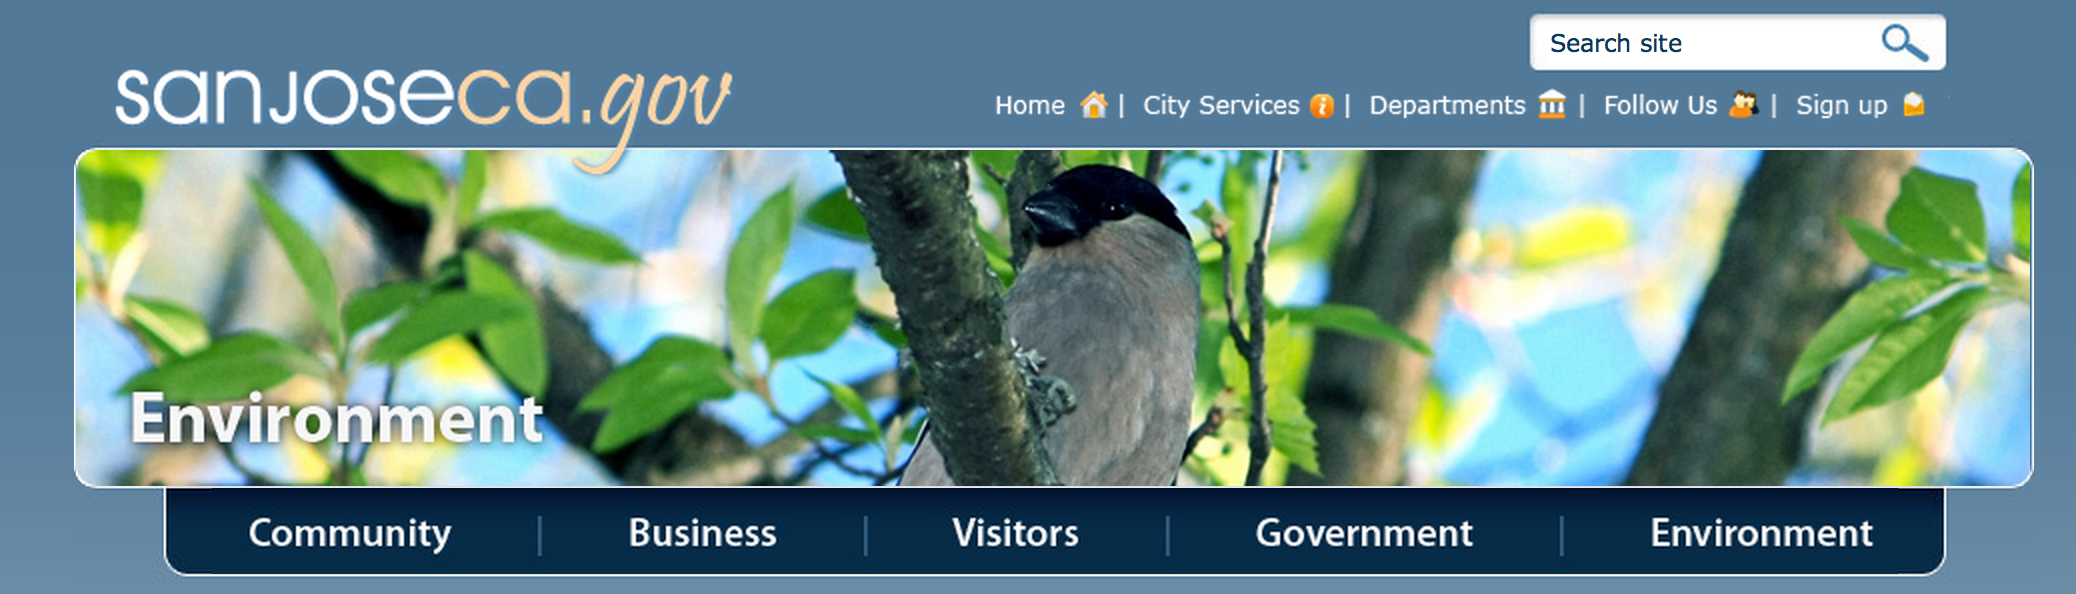 Search site
sanjoseca.gov
Home | City Services | Departments | Follow Us | Sign up
Environment
Community | Business | Visitors | Government | Environment